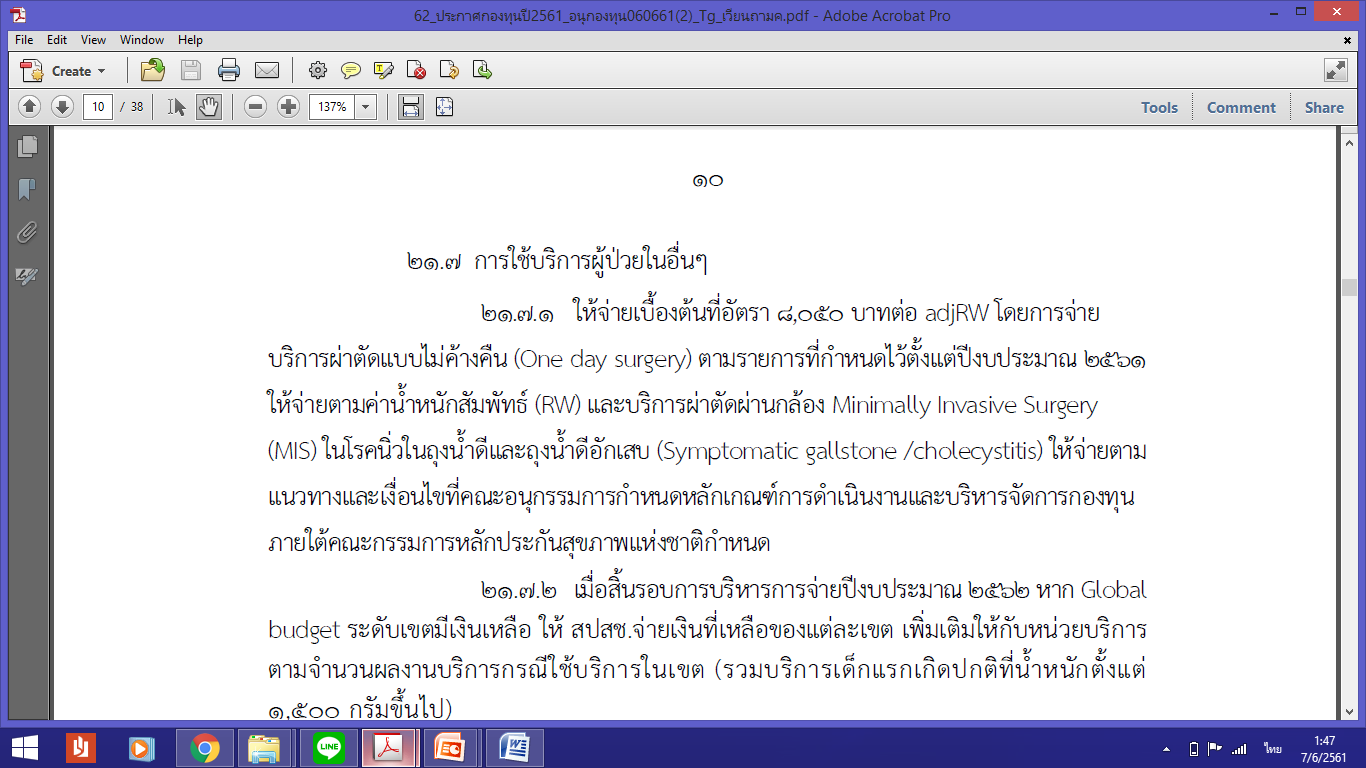 62_ประกาศกองทุนปี2561_อนุกองทุน060661(2)_Tg_เวียนถามค.pdf - Adobe Acrobat Pro
File Edit View Window Help
Create
10 / 38 137% Tools Comment Share
๑๐
๒๑.๗ การใช้บริการผู้ป่วยในอื่นๆ
๒๑.๗.๑ ให้จ่ายเบื้องต้นที่อัตรา ๘,๐๕๐ บาทต่อ adjRW โดยการจ่าย
บริการผ่าตัดแบบไม่ค้างคืน (One day surgery) ตามรายการที่กำหนดไว้ตั้งแต่ปีงบประมาณ ๒๕๖๑
ให้จ่ายตามค่าน้ำหนักสัมพัทธ์ (RW) และบริการผ่าตัดผ่านกล้อง Minimally Invasive Surgery
(MIS) ในโรคนิ่วในถุงน้ำดีและถุงน้ำดีอักเสบ (Symptomatic gallstone /cholecystitis) ให้จ่ายตาม
แนวทางและเงื่อนไขที่คณะอนุกรรมการกำหนดหลักเกณฑ์การดำเนินงานและบริหารจัดการกองทุน
ภายใต้คณะกรรมการหลักประกันสุขภาพแห่งชาติกำหนด
๒๑.๗.๒ เมื่อสิ้นรอบการบริหารการจ่ายปีงบประมาณ ๒๕๖๒ หาก Global
budget ระดับเขตมีเงินเหลือ ให้ สปสช.จ่ายเงินที่เหลือของแต่ละเขต เพิ่มเติมให้กับหน่วยบริการ
ตามจำนวนผลงานบริการกรณีใช้บริการในเขต (รวมบริการเด็กแรกเกิดปกติที่น้ำหนักตั้งแต่
๑,๕๐๐ กรัมขึ้นไป)
LINE
ไทย
1:47
7/6/2561